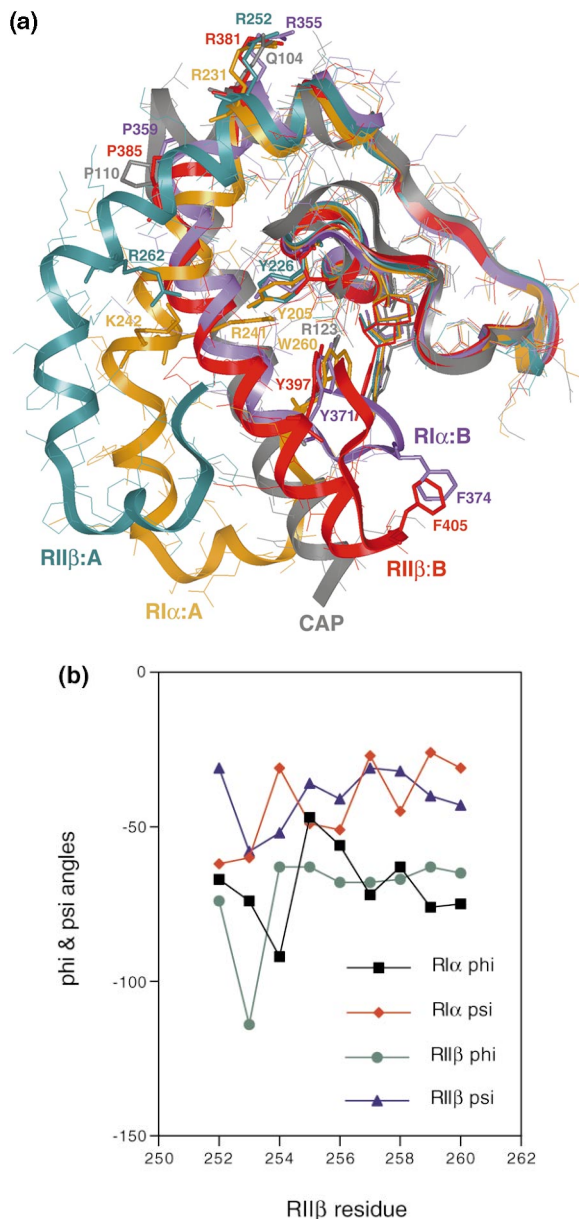 (a)
R252
R355
R381
Q104
R231
P359
P385
P110
R262
Y226
K242
Y205
R241
R123
W260
Y397
Y371
RIα:B
F374
F405
RIIβ:A
RIIβ:B
RIα:A
CAP
(b)
0
-50
-100
-150
phi & psi angles
RIα phi
RIα psi
RIIβ phi
RIIβ psi
250 252 254 256 258 260 262
RIIβ residue